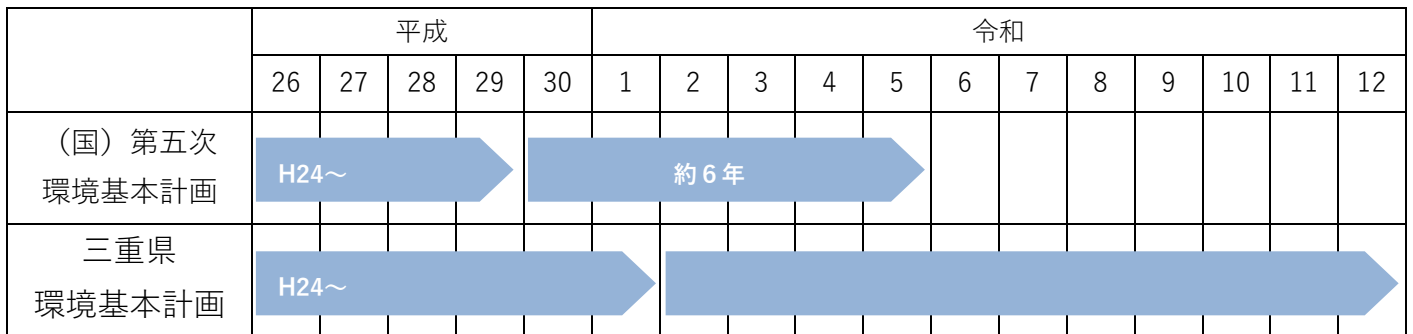 平成 令和
26 27 28 29 30 1 2 3 4 5 6 7 8 9 10 11 12
（国）第五次
環境基本計画
H24～ 約６年
三重県
環境基本計画
H24～